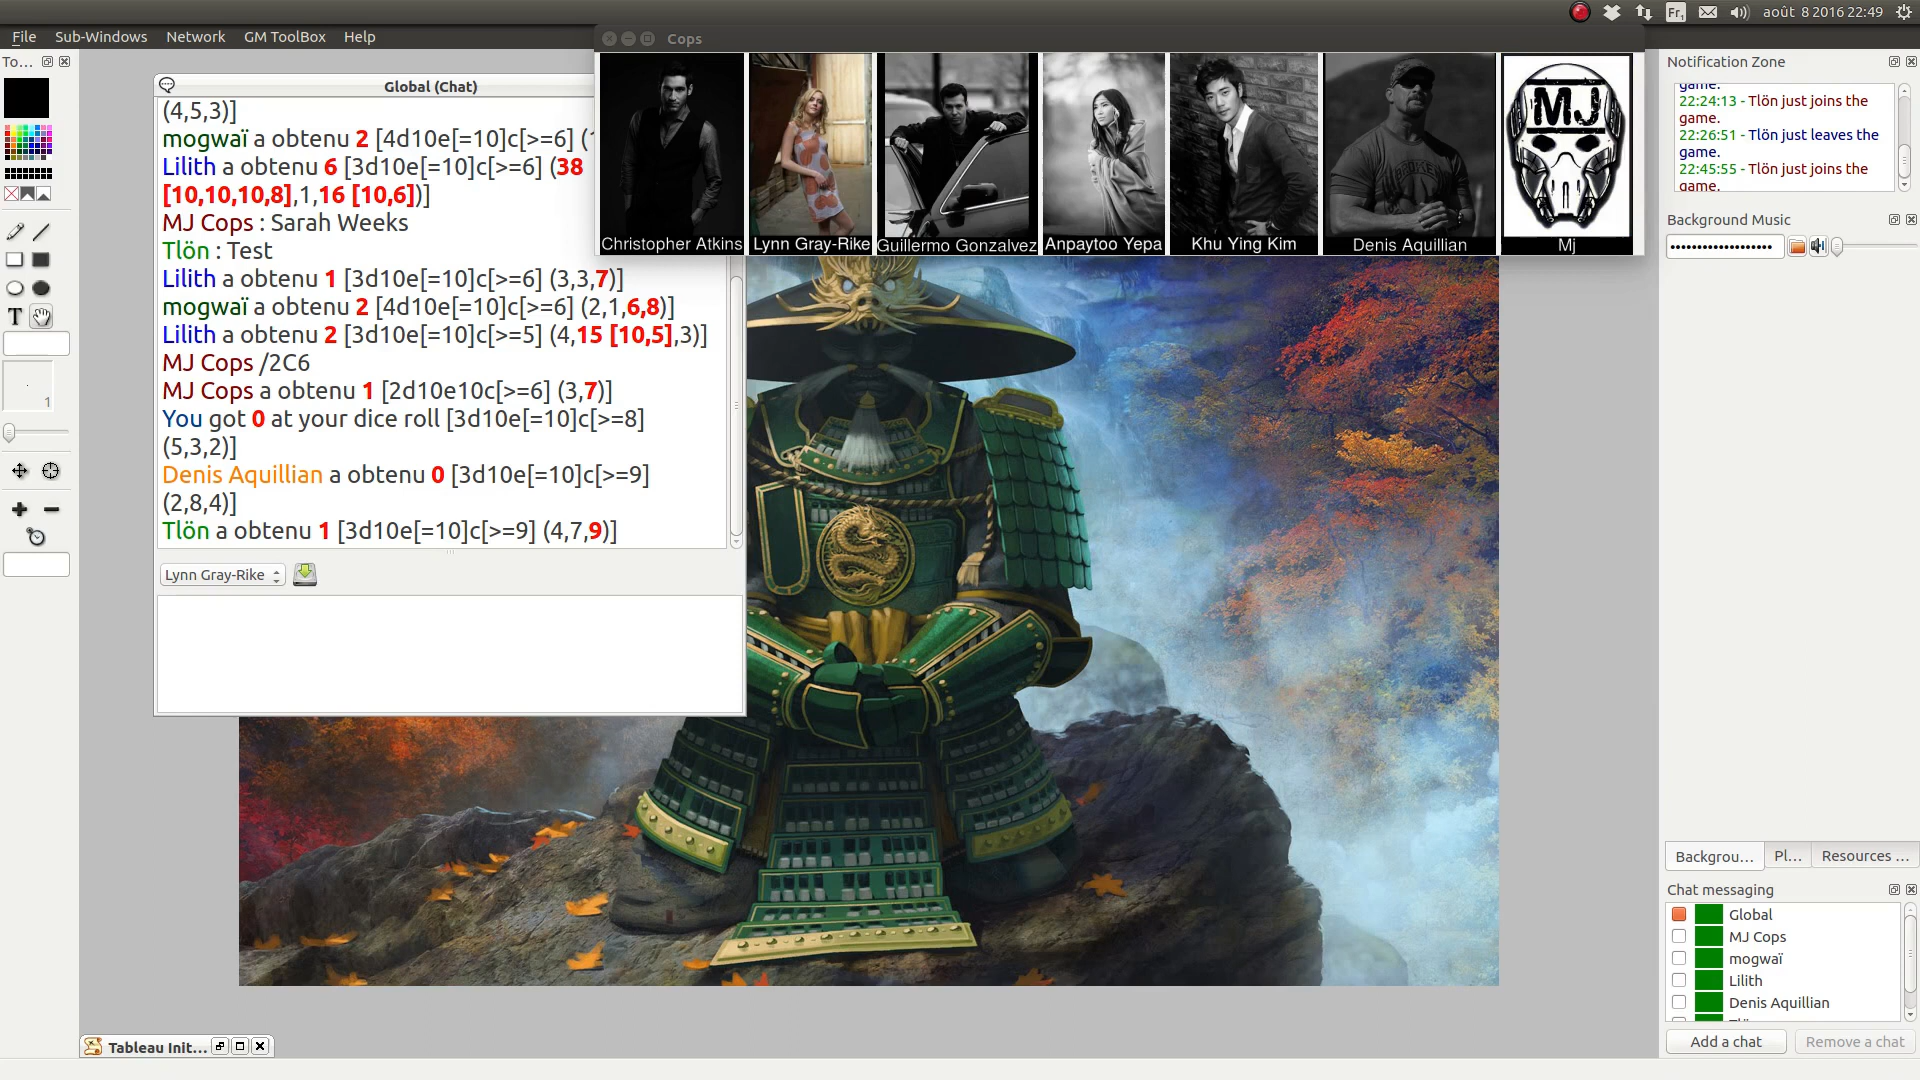 août 8 2016 22:49
File Sub-Windows Network GM ToolBox Help
Cops
Christopher Atkins
Lynn Gray-Rike
Guillermo Gonzalvez
Anpaytoo Yepa
Khu Ying Kim
Denis Aquillian
MJ
Mj
To...
T
1
Global (Chat)
(4,5,3)]
mogwaï a obtenu 2 [4d10e[=10]c[>=6]
Lilith a obtenu 6 [3d10e[=10]c[>=6] (38
[10,10,10,8],1,16 [10,6])]
MJ Cops : Sarah Weeks
Tlön : Test
Lilith a obtenu 1 [3d10e[=10]c[>=6] (3,3,7)]
mogwaï a obtenu 2 [4d10e[=10]c[>=6] (2,1,6,8)]
Lilith a obtenu 2 [3d10e[=10]c[>=5] (4,15 [10,5],3)]
MJ Cops /2C6
MJ Cops a obtenu 1 [2d10e10c[>=6] (3,7)]
You got 0 at your dice roll [3d10e[=10]c[>=8]
(5,3,2)]
Denis Aquillian a obtenu 0 [3d10e[=10]c[>=9]
(2,8,4)]
Tlön a obtenu 1 [3d10e[=10]c[>=9] (4,7,9)]
Lynn Gray-Rike
Tableau Init...
Notification Zone
game.
22:24:13 - Tlön just joins the
game.
22:26:51 - Tlön just leaves the
game.
22:45:55 - Tlön just joins the
game.
Background Music
Backgrou... Pl... Resources ...
Chat messaging
Global
MJ Cops
mogwaï
Lilith
Denis Aquillian
Add a chat Remove a chat